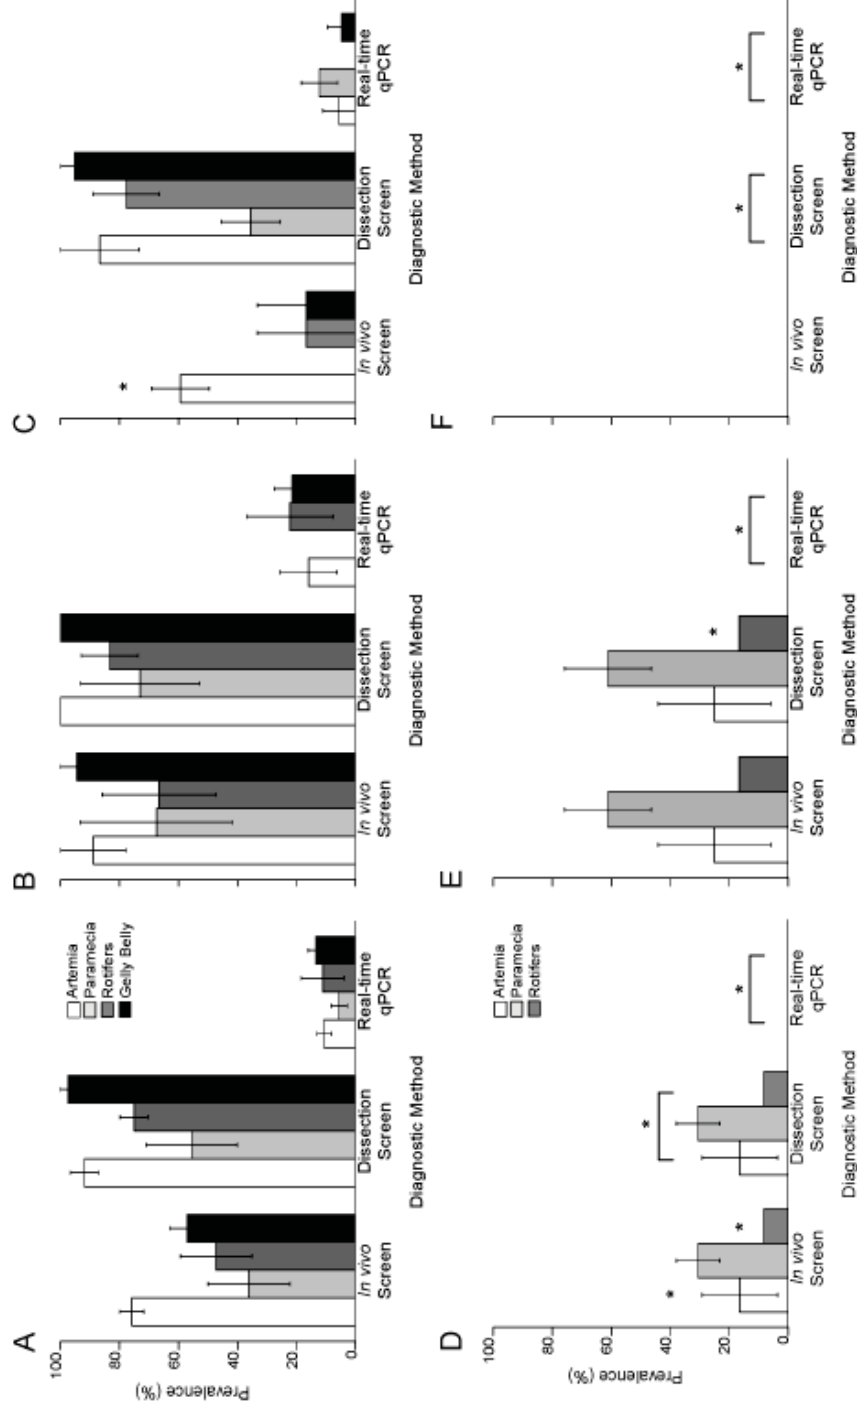 A
Prevalence (%)
100
80
60
40
20
0
Artemia
Paramecia
Rotifers
Gelly Belly
In vivo
Screen
Dissection
Screen
Real-time
qPCR
Diagnostic Method
B
In vivo
Screen
Dissection
Screen
Real-time
qPCR
Diagnostic Method
C
*
In vivo
Screen
Dissection
Screen
Real-time
qPCR
Diagnostic Method
D
Prevalence (%)
100
80
60
40
20
0
Artemia
Paramecia
Rotifers
*
*
*
*
In vivo
Screen
Dissection
Screen
Real-time
qPCR
Diagnostic Method
E
*
*
In vivo
Screen
Dissection
Screen
Real-time
qPCR
Diagnostic Method
F
*
*
In vivo
Screen
Dissection
Screen
Real-time
qPCR
Diagnostic Method